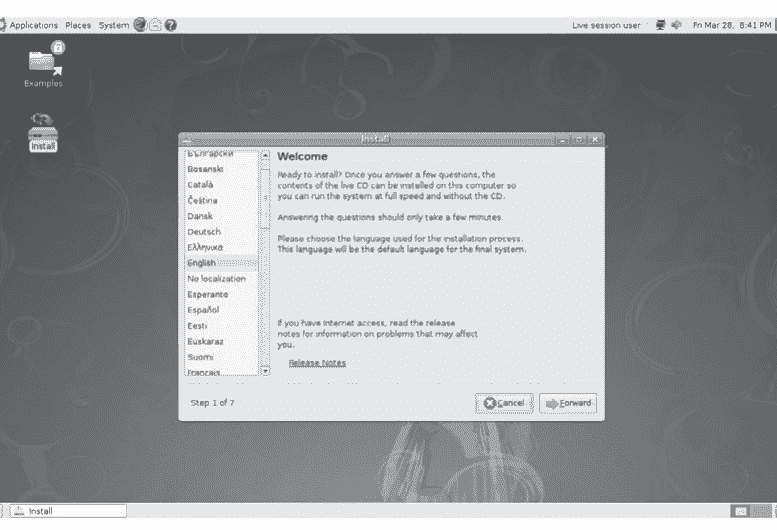 Applications Places System
Live session user
Fri Mar 28, 8:41 PM
Examples
Install
Install
Български
Bosanski
Català
Čeština
Dansk
Deutsch
Ελληνικά
English
No localization
Esperanto
Español
Eesti
Euskaraz
Suomi
Français
Welcome
Ready to install? Once you answer a few questions, the
contents of the live CD can be installed on this computer so
you can run the system at full speed and without the CD.
Answering the questions should only take a few minutes.
Please choose the language used for the installation process.
This language will be the default language for the final system.
If you have Internet access, read the release
notes for information on problems that may affect
you.
Release Notes
Step 1 of 7
Cancel
Forward
Install